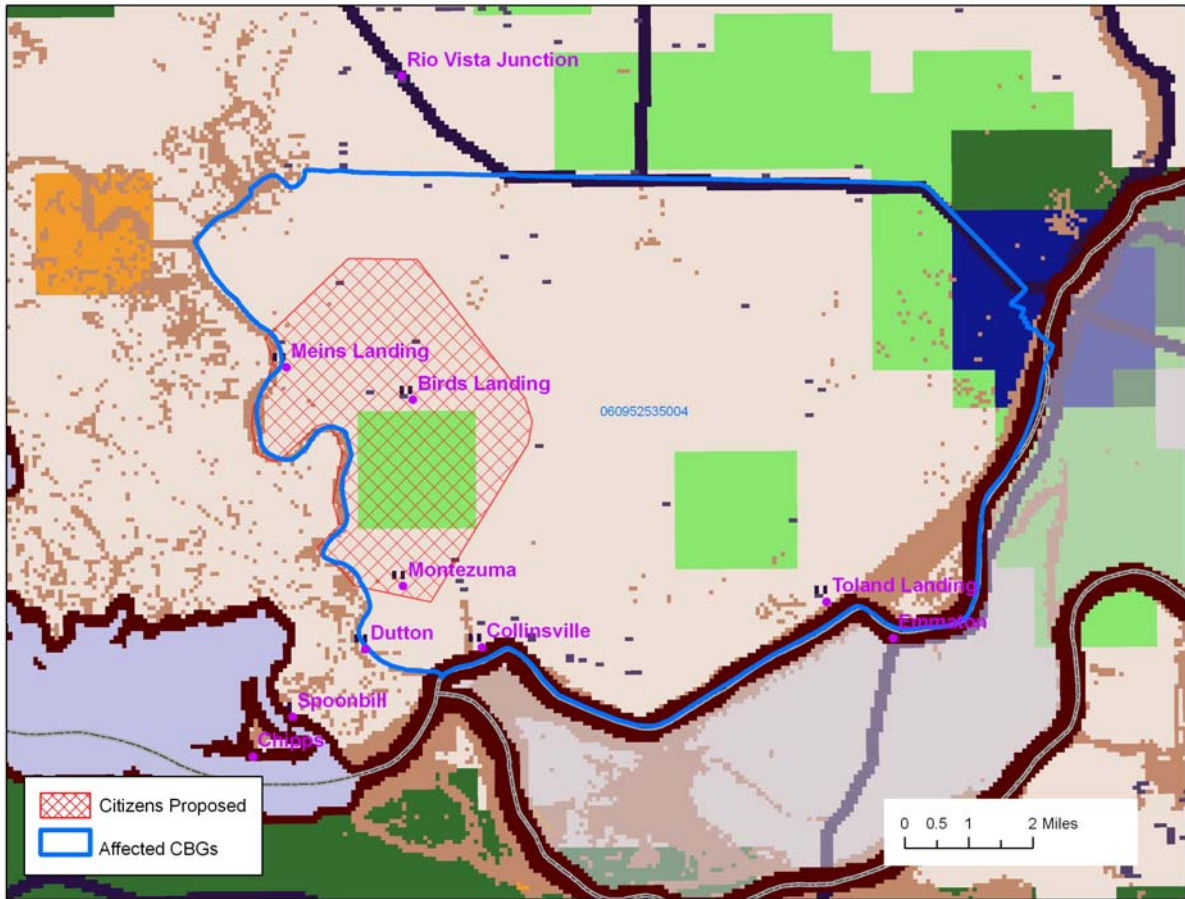 Rio Vista Junction
Meins Landing
Birds Landing
060952535004
Montezuma
Toland Landing
Dutton
Collinsville
Emmaton
Spoonbill
Chipps
Citizens Proposed
Affected CBGs
0 0.5 1 2 Miles